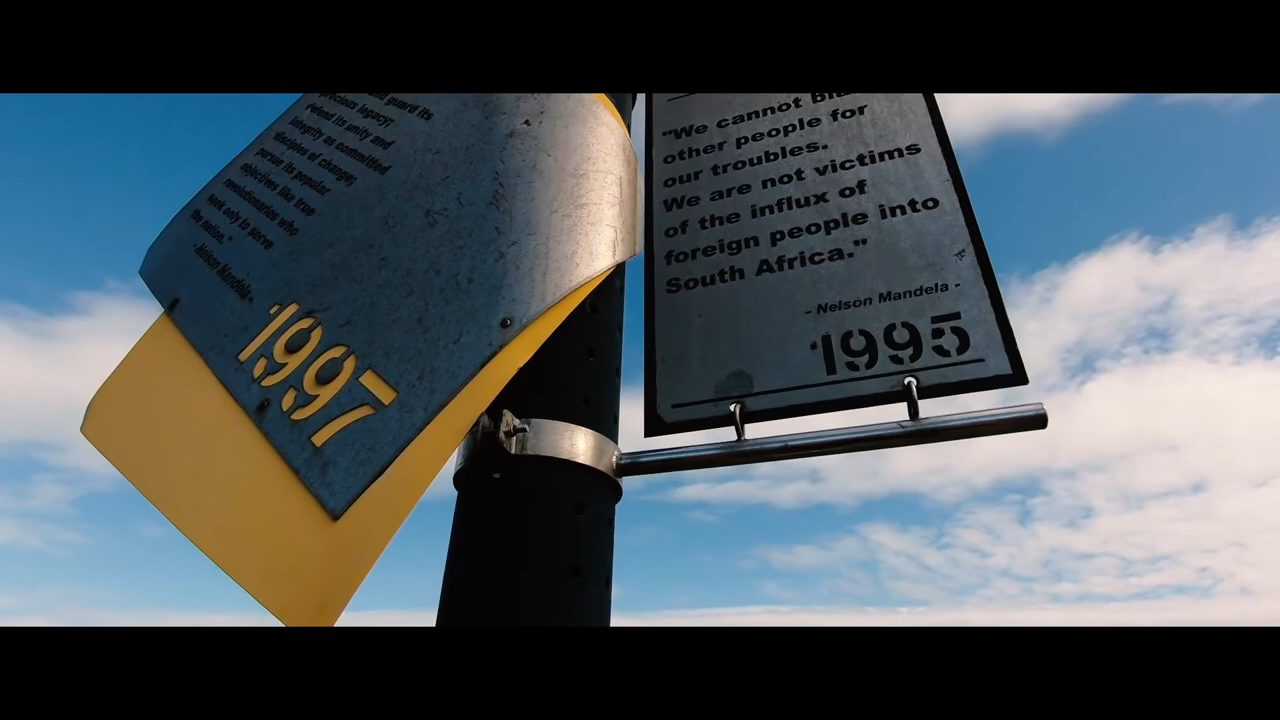 and guard its
precious legacy;
defend its unity and
integrity as committed
disciples of change;
pursue its popular
objectives like true
revolutionaries who
seek only to serve
the nation."
- Nelson Mandela -
1997
"We cannot
other people for
our troubles.
We are not victims
of the influx of
foreign people into
South Africa."
- Nelson Mandela -
1995